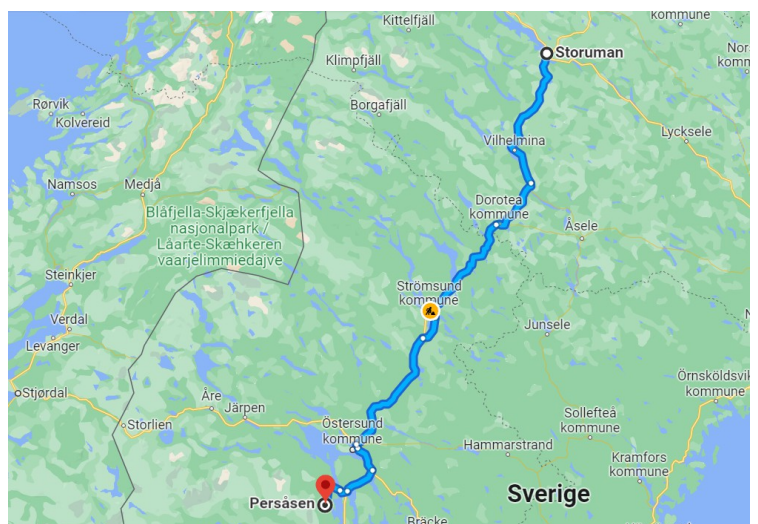 Kittelfjäll
kommune
Storuman
Klimpfjäll
Borgafjäll
Rørvik
Kolvereid
Lycksele
Vilhelmina
Namsos
Medjå
Dorotea
kommune
Blåfjella-Skjækerfjella
nasjonalpark /
Låarte-Skæhkeren
vaarjelimmiedajve
Åsele
Steinkjer
Strömsund
kommune
Verdal
Levanger
Junsele
Stjørdal
Åre
Järpen
Örnsköldsvik
kommune
Storlien
Östersund
kommune
Sollefteå
kommune
Hammarstrand
Kramfors
kommune
Persåsen
Sverige
Bräcke